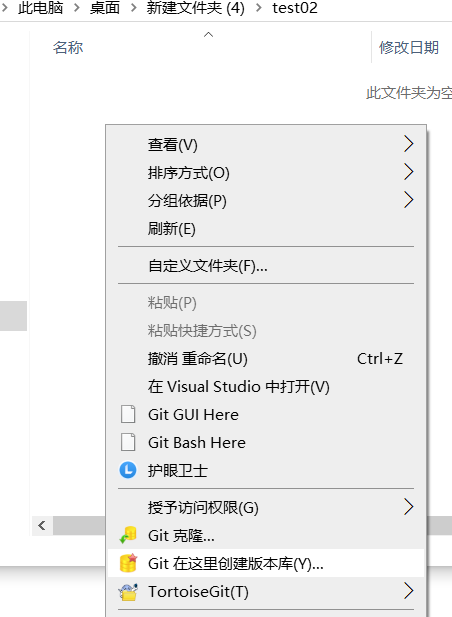 此电脑 > 桌面 > 新建文件夹 (4) > test02
名称 修改日期
此文件夹为空
查看(V)
排序方式(O)
分组依据(P)
刷新(E)
自定义文件夹(F)...
粘贴(P)
粘贴快捷方式(S)
撤消 重命名(U) Ctrl+Z
在 Visual Studio 中打开(V)
Git GUI Here
Git Bash Here
护眼卫士
授予访问权限(G)
Git 克隆...
Git 在这里创建版本库(Y)...
TortoiseGit(T)